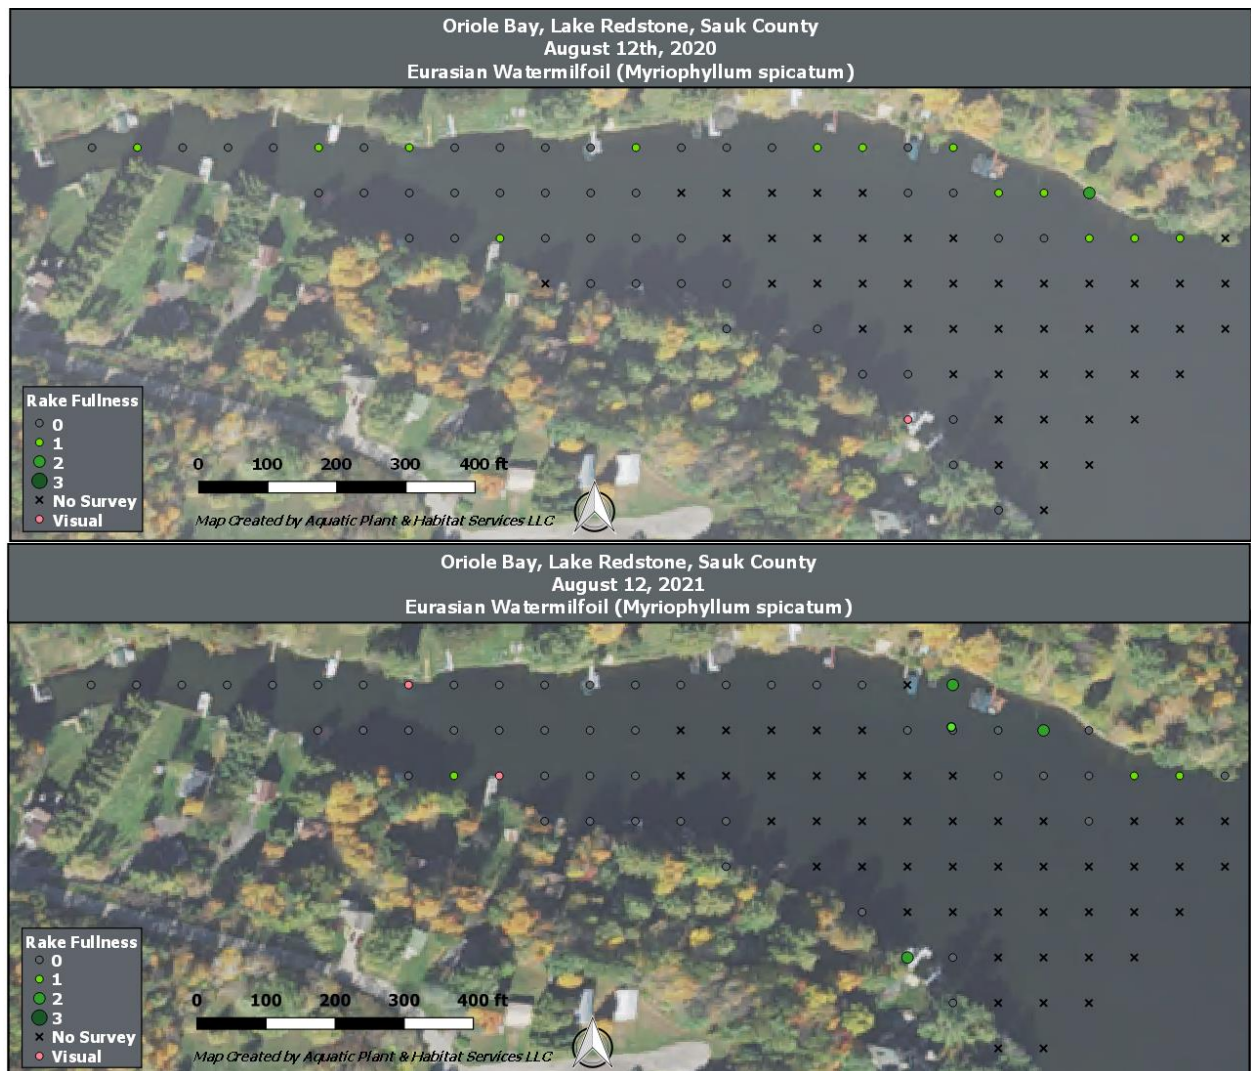 Oriole Bay, Lake Redstone, Sauk County
August 12th, 2020
Eurasian Watermilfoil (Myriophyllum spicatum)
Rake Fullness
0
1
2
3
No Survey
Visual
0 100 200 300 400 ft
Map Created by Aquatic Plant & Habitat Services LLC
Oriole Bay, Lake Redstone, Sauk County
August 12, 2021
Eurasian Watermilfoil (Myriophyllum spicatum)
Rake Fullness
0
1
2
3
No Survey
Visual
0 100 200 300 400 ft
Map Created by Aquatic Plant & Habitat Services LLC